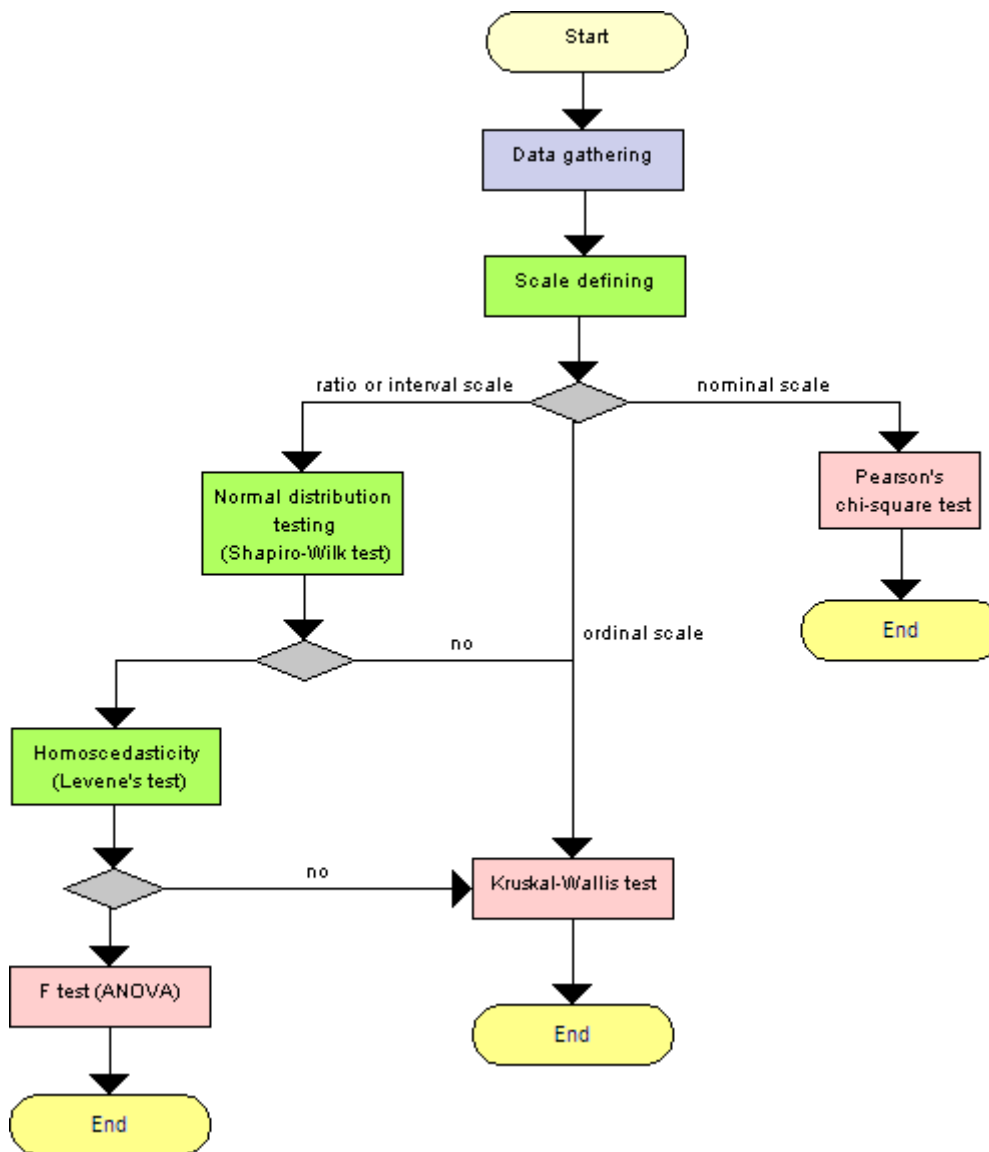 Start
Data gathering
Scale defining
ratio or interval scale
nominal scale
Normal distribution
testing
(Shapiro-Wilk test)
Pearson's
chi-square test
End
ordinal scale
no
Homoscedasticity
(Levene's test)
no
Kruskal-Wallis test
F test (ANOVA)
End
End